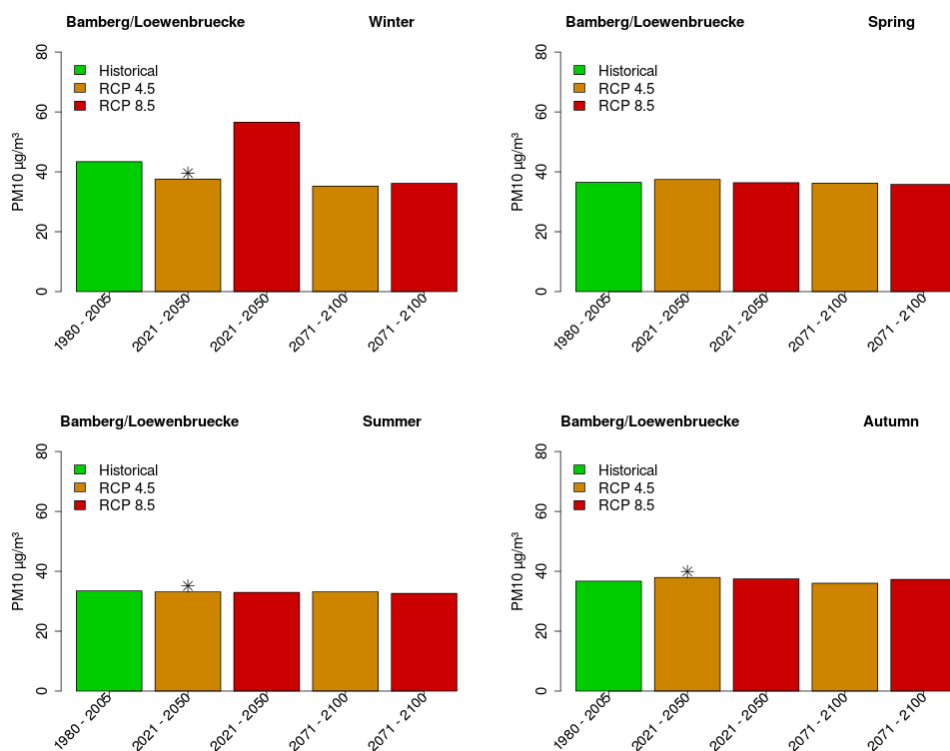 Bamberg/Loewenbruecke Winter
80
60
40
20
0
PM10 µg/m³
Historical
RCP 4.5
RCP 8.5
1980 - 2005
2021 - 2050
2021 - 2050
2071 - 2100
2071 - 2100
Bamberg/Loewenbruecke Spring
80
60
40
20
0
PM10 µg/m³
Historical
RCP 4.5
RCP 8.5
1980 - 2005
2021 - 2050
2021 - 2050
2071 - 2100
2071 - 2100
Bamberg/Loewenbruecke Summer
80
60
40
20
0
PM10 µg/m³
Historical
RCP 4.5
RCP 8.5
1980 - 2005
2021 - 2050
2021 - 2050
2071 - 2100
2071 - 2100
Bamberg/Loewenbruecke Autumn
80
60
40
20
0
PM10 µg/m³
Historical
RCP 4.5
RCP 8.5
1980 - 2005
2021 - 2050
2021 - 2050
2071 - 2100
2071 - 2100